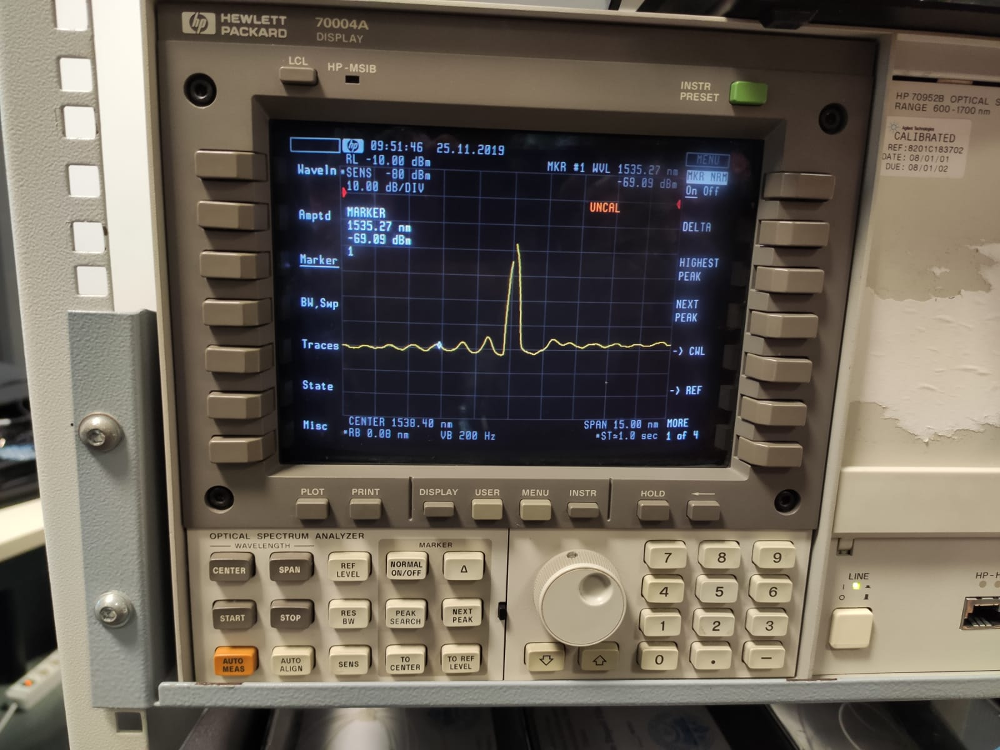 hp HEWLETT PACKARD
70004A
DISPLAY
LCL
HP-MSIB
INSTR
PRESET
HP 70952B OPTICAL
RANGE 600-1700 nm
Agilent Technologies
CALIBRATED
REF:8201C183702
DATE: 08/01/01
DUE: 08/01/02
hp 09:51:46 25.11.2019
RL -10.00 dBm
*SENS -80 dBm
10.00 dB/DIV
MKR #1 WVL 1535.27 nm
-69.09 dBm
UNCAL
MARKER
1535.27 nm
-69.09 dBm
1
Waveln
Amptd
Marker
BW,Swp
Traces
State
Misc
MENU
MKR NRM
On Off
DELTA
HIGHEST
PEAK
NEXT
PEAK
-> CWL
-> REF
MORE
1 of 4
CENTER 1538.40 nm
SPAN 15.00 nm
*RB 0.08 nm
VB 200 Hz
*ST≃1.0 sec
PLOT
PRINT
DISPLAY
USER
MENU
INSTR
HOLD
OPTICAL SPECTRUM ANALYZER
WAVELENGTH
MARKER
CENTER
SPAN
REF
LEVEL
NORMAL
ON/OFF
Δ
START
STOP
RES
BW
PEAK
SEARCH
NEXT
PEAK
AUTO
MEAS
AUTO
ALIGN
SENS
TO
CENTER
TO REF
LEVEL
7 8 9
4 5 6
1 2 3
0 . −
LINE